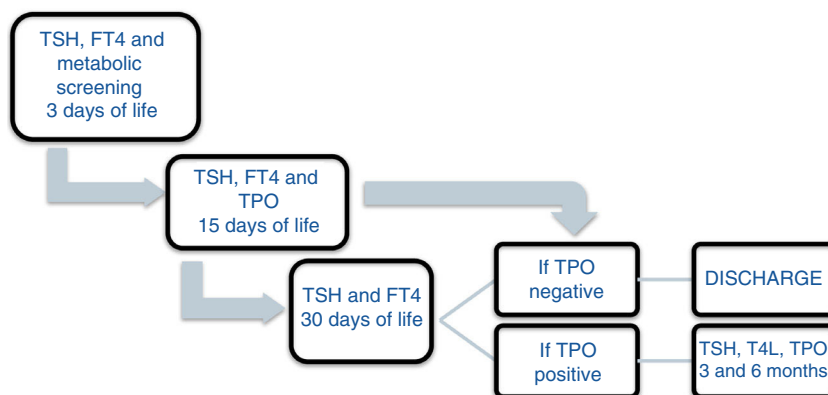 TSH, FT4 and
metabolic
screening
3 days of life
TSH, FT4 and
TPO
15 days of life
TSH and FT4
30 days of life
If TPO
negative
DISCHARGE
If TPO
positive
TSH, T4L, TPO
3 and 6 months